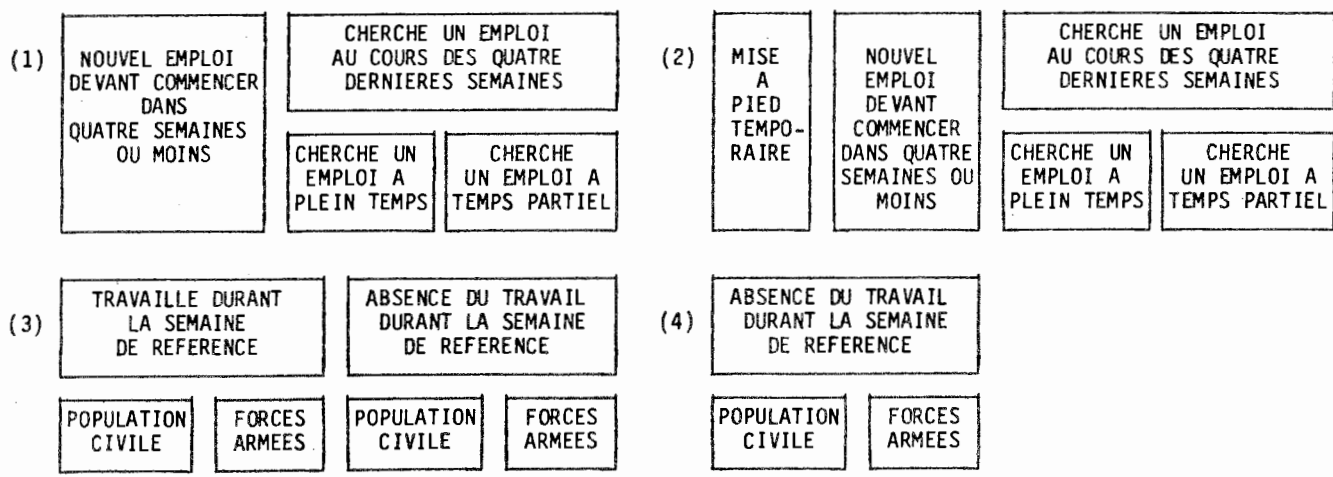 (1)
NOUVEL EMPLOI
DEVANT COMMENCER
DANS
QUATRE SEMAINES
OU MOINS
CHERCHE UN EMPLOI
AU COURS DES QUATRE
DERNIERES SEMAINES
CHERCHE UN
EMPLOI A
PLEIN TEMPS
CHERCHE
UN EMPLOI A
TEMPS PARTIEL
(2)
MISE
A
PIED
TEMPO-
RAIRE
NOUVEL
EMPLOI
DEVANT
COMMENCER
DANS QUATRE
SEMAINES OU
MOINS
CHERCHE UN EMPLOI
AU COURS DES QUATRE
DERNIERES SEMAINES
CHERCHE UN
EMPLOI A
PLEIN TEMPS
CHERCHE
UN EMPLOI A
TEMPS PARTIEL
(3)
TRAVAILLE DURANT
LA SEMAINE
DE REFERENCE
ABSENCE DU TRAVAIL
DURANT LA SEMAINE
DE REFERENCE
POPULATION
CIVILE
FORCES
ARMEES
POPULATION
CIVILE
FORCES
ARMEES
(4)
ABSENCE DU TRAVAIL
DURANT LA SEMAINE
DE REFERENCE
POPULATION
CIVILE
FORCES
ARMEES